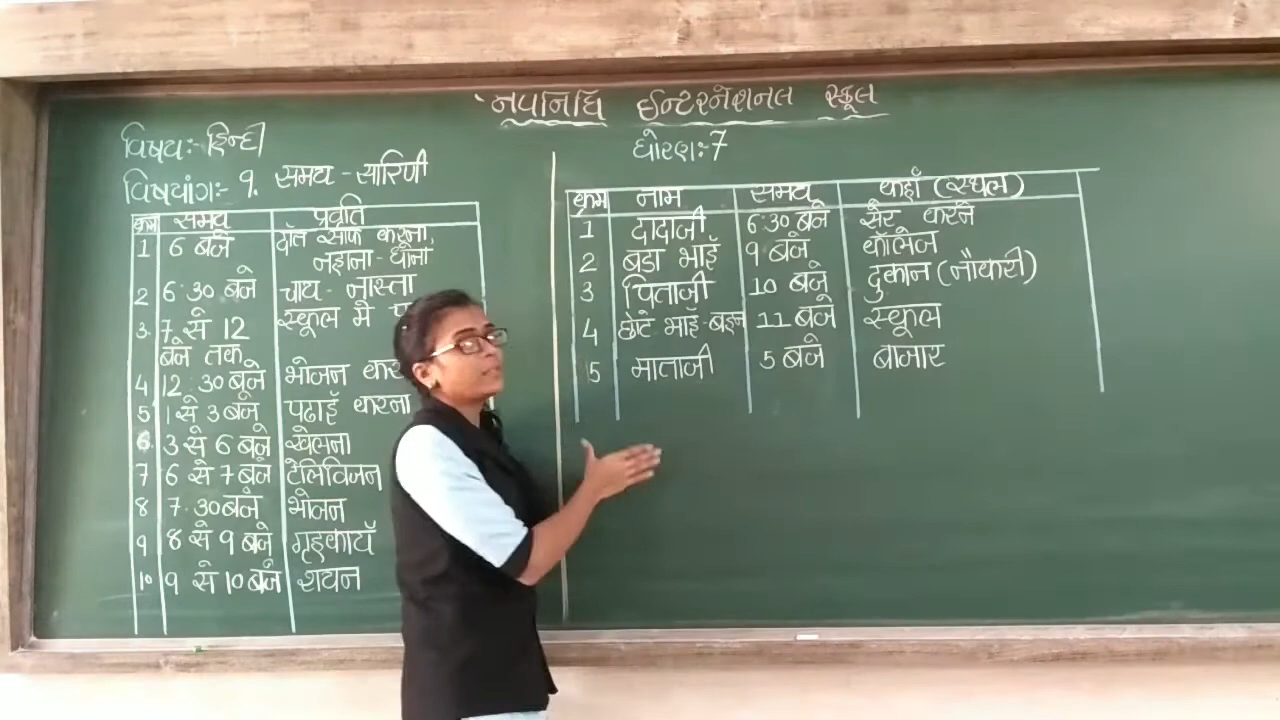 नवनिधि ईन्टरनेशनल स्कूल
विषय:- हिन्दी
धोरण:-7
विषयांग:- १. समय - सारिणी
क्रम समय प्रवृति
1 6 बजे दाँत साफ करना,
नहाना - धोना
2 6:30 बजे चाय - नास्ता
3. 7 से 12 स्कूल मे
बजे तक
4 12:30 बजे भोजन
5 1 से 3 बजे पढाई करना
6. 3 से 6 बजे खेलना
7 6 से 7 बजे टेलिविजन
8 7.30 बजे भोजन
9 8 से 9 बजे गृहकार्य
10 9 से 10 बजे शयन
क्रम नाम समय कहाँ (स्थल)
1 दादाजी 6:30 बजे सैर करने
2 बडा भाई 9 बजे कॉलेज
3 पिताजी 10 बजे दुकान (नौकरी)
4 छोटे भाई-बहन 11 बजे स्कूल
5 माताजी 5 बजे बाजार